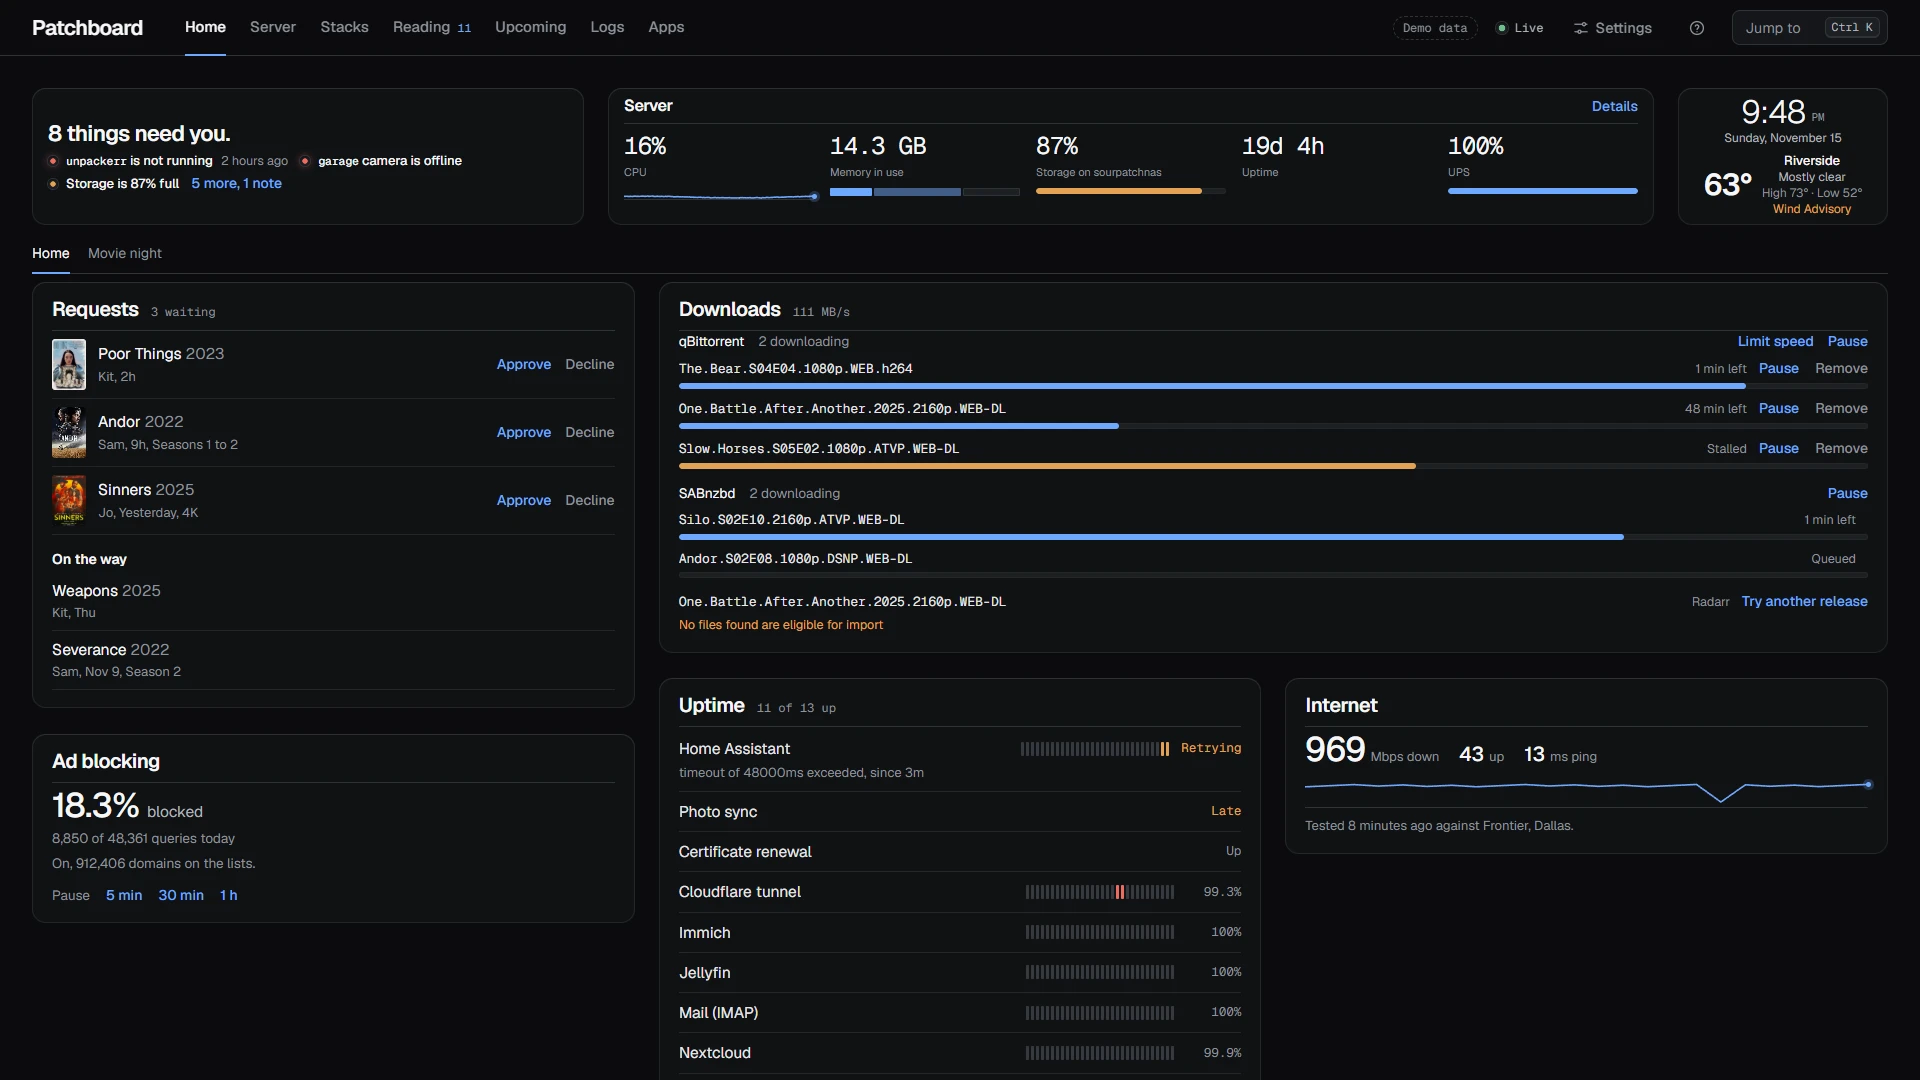 Patchboard Home Server Stacks Reading 11 Upcoming Logs Apps Demo data Live Settings Jump to Ctrl K
8 things need you.
unpackerr is not running 2 hours ago garage camera is offline
Storage is 87% full 5 more, 1 note
Server Details
16% 14.3 GB 87% 19d 4h 100%
CPU Memory in use Storage on sourpatchnas Uptime UPS
9:48 PM
Sunday, November 15
63°
Riverside
Mostly clear
High 73° · Low 52°
Wind Advisory
Home Movie night
Requests 3 waiting
Poor Things 2023
Kit, 2h
Approve Decline
Andor 2022
Sam, 9h, Seasons 1 to 2
Approve Decline
SINNERS
Sinners 2025
Jo, Yesterday, 4K
Approve Decline
On the way
Weapons 2025
Kit, Thu
Severance 2022
Sam, Nov 9, Season 2
Downloads 111 MB/s
qBittorrent 2 downloading Limit speed Pause
The.Bear.S04E04.1080p.WEB.h264 1 min left Pause Remove
One.Battle.After.Another.2025.2160p.WEB-DL 48 min left Pause Remove
Slow.Horses.S05E02.1080p.ATVP.WEB-DL Stalled Pause Remove
SABnzbd 2 downloading Pause
Silo.S02E10.2160p.ATVP.WEB-DL 1 min left
Andor.S02E08.1080p.DSNP.WEB-DL Queued
One.Battle.After.Another.2025.2160p.WEB-DL Radarr Try another release
No files found are eligible for import
Ad blocking
18.3% blocked
8,850 of 48,361 queries today
On, 912,406 domains on the lists.
Pause 5 min 30 min 1 h
Uptime 11 of 13 up
Home Assistant Retrying
timeout of 48000ms exceeded, since 3m
Photo sync Late
Certificate renewal Up
Cloudflare tunnel 99.3%
Immich 100%
Jellyfin 100%
Mail (IMAP) 100%
Nextcloud 99.9%
Internet
969 Mbps down 43 up 13 ms ping
Tested 8 minutes ago against Frontier, Dallas.